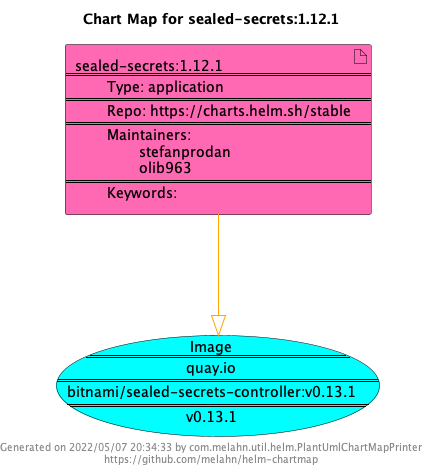 Chart Map for sealed-secrets:1.12.1
sealed-secrets:1.12.1
Type: application
Repo: https://charts.helm.sh/stable
Maintainers:
stefanprodan
olib963
Keywords:
Image
quay.io
bitnami/sealed-secrets-controller:v0.13.1
v0.13.1
Generated on 2022/05/07 20:34:33 by com.melahn.util.helm.PlantUmlChartMapPrinter
https://github.com/melahn/helm-chartmap